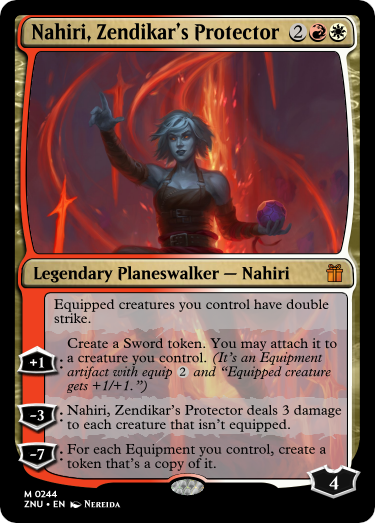 Nahiri, Zendikar's Protector 2
Legendary Planeswalker — Nahiri
Equipped creatures you control have double
strike.
+1: Create a Sword token. You may attach it to
a creature you control. (It's an Equipment
artifact with equip 2 and "Equipped creature
gets +1/+1.")
-3: Nahiri, Zendikar's Protector deals 3 damage
to each creature that isn't equipped.
-7: For each Equipment you control, create a
token that's a copy of it.
4
M 0244
ZNU • EN Nereida